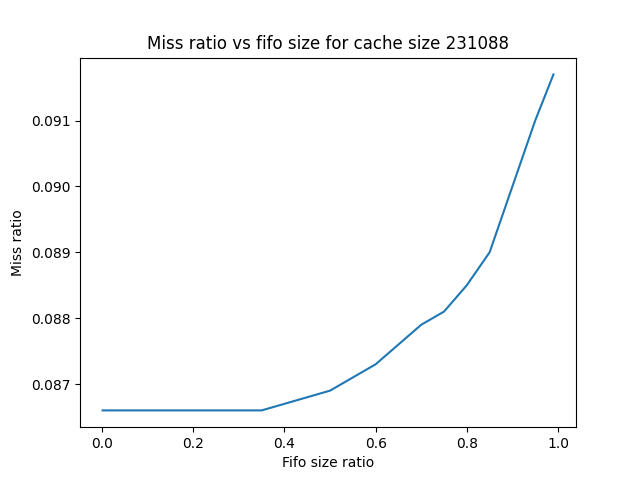 Miss ratio vs fifo size for cache size 231088
Miss ratio
0.091
0.090
0.089
0.088
0.087
0.0 0.2 0.4 0.6 0.8 1.0
Fifo size ratio